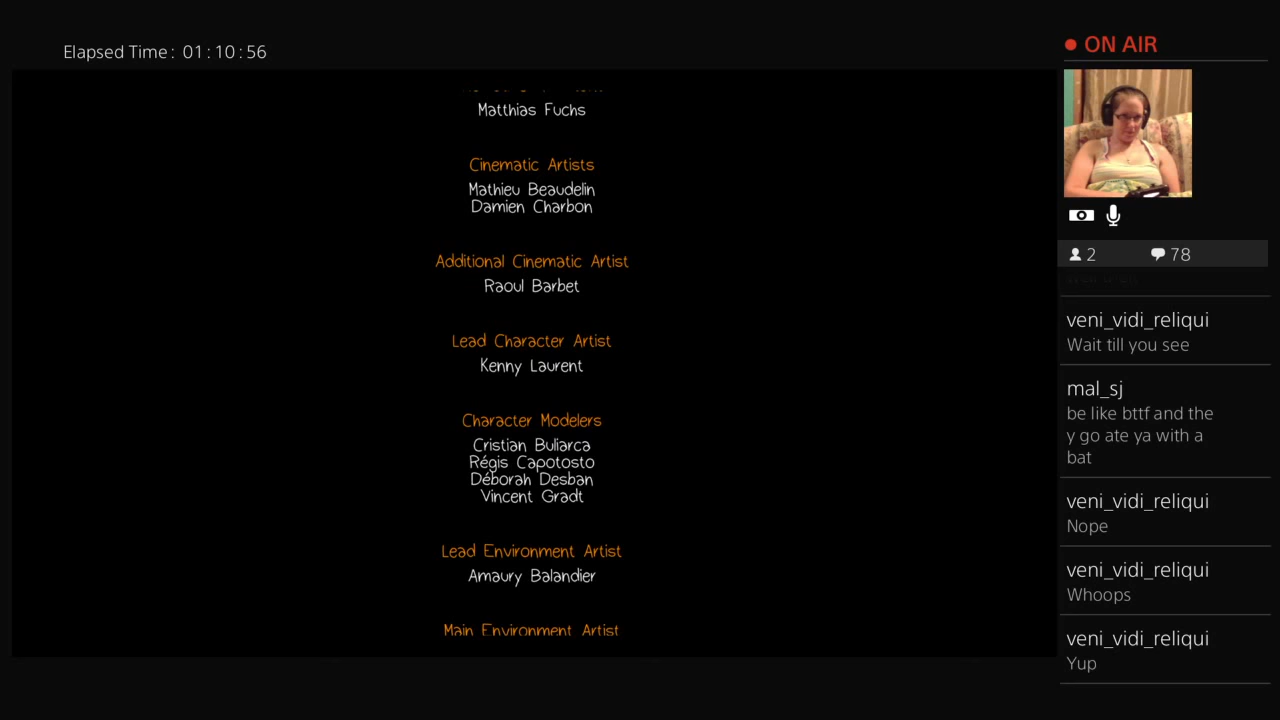 Elapsed Time: 01:10:56
ON AIR
Matthias Fuchs
Cinematic Artists
Mathieu Beaudelin
Damien Charbon
Additional Cinematic Artist
Raoul Barbet
Lead Character Artist
Kenny Laurent
Character Modelers
Cristian Buliarca
Régis Capotosto
Déborah Desban
Vincent Gradt
Lead Environment Artist
Amaury Balandier
Main Environment Artist
2
78
veni_vidi_reliqui
Wait till you see
mal_sj
be like bttf and the
y go ate ya with a
bat
veni_vidi_reliqui
Nope
veni_vidi_reliqui
Whoops
veni_vidi_reliqui
Yup